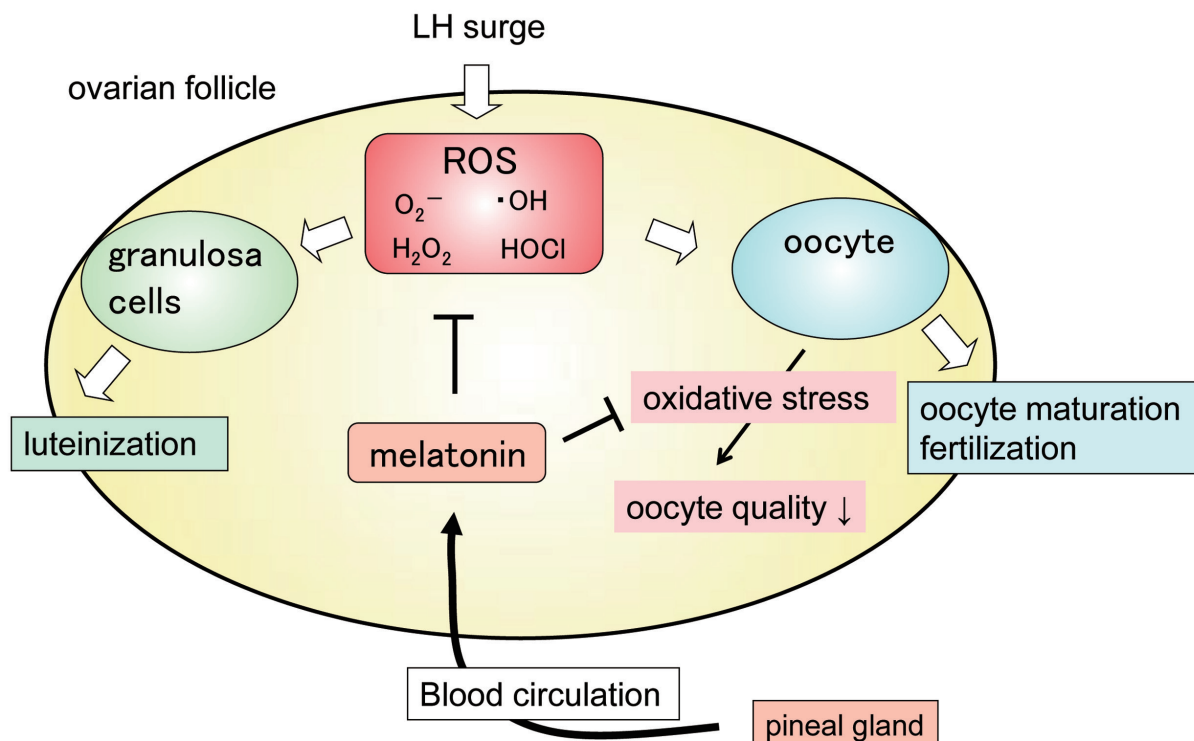 LH surge
ovarian follicle
ROS
O₂⁻ ·OH
H₂O₂ HOCl
granulosa
cells
oocyte
luteinization
melatonin
oxidative stress
oocyte quality ↓
oocyte maturation
fertilization
Blood circulation
pineal gland